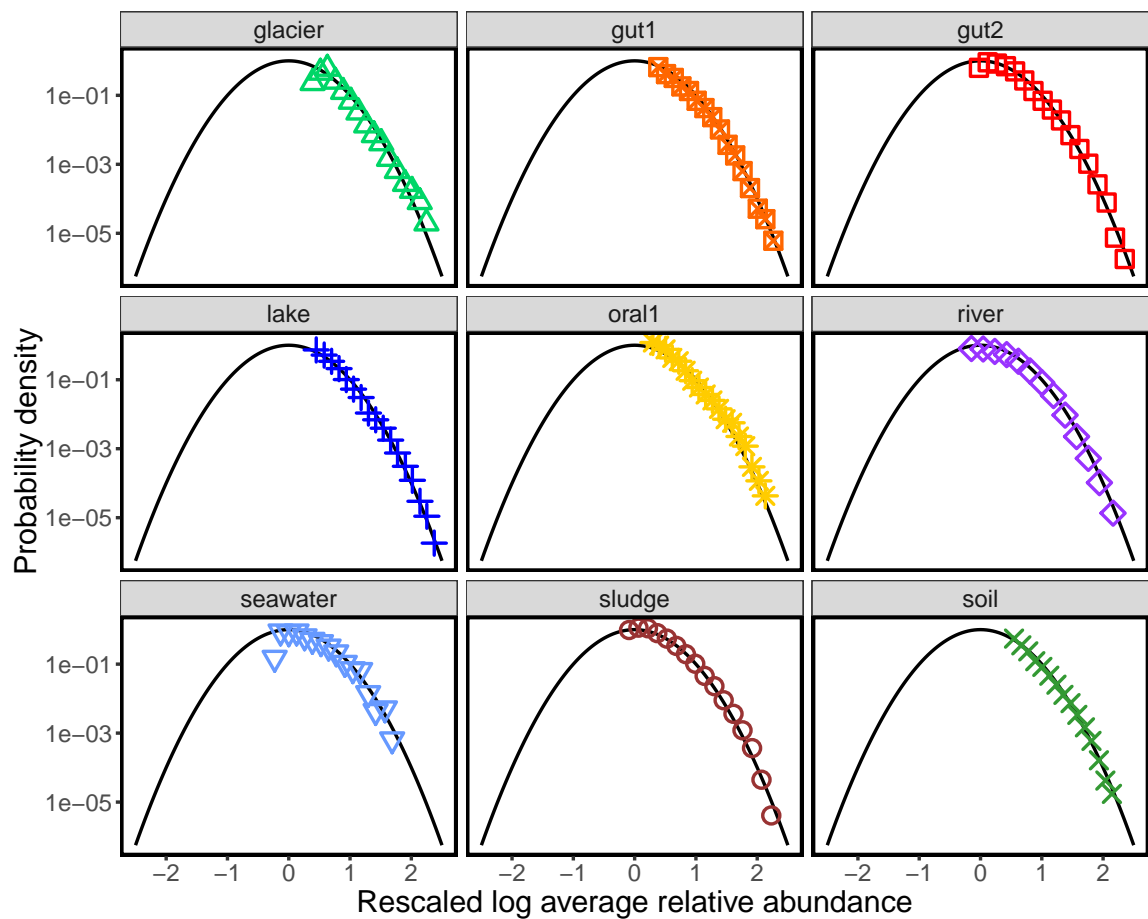 glacier gut1 gut2
1e−01
1e−03
1e−05
lake oral1 river
1e−01
1e−03
1e−05
Probability density
seawater sludge soil
1e−01
1e−03
1e−05
−2 −1 0 1 2 −2 −1 0 1 2 −2 −1 0 1 2
Rescaled log average relative abundance